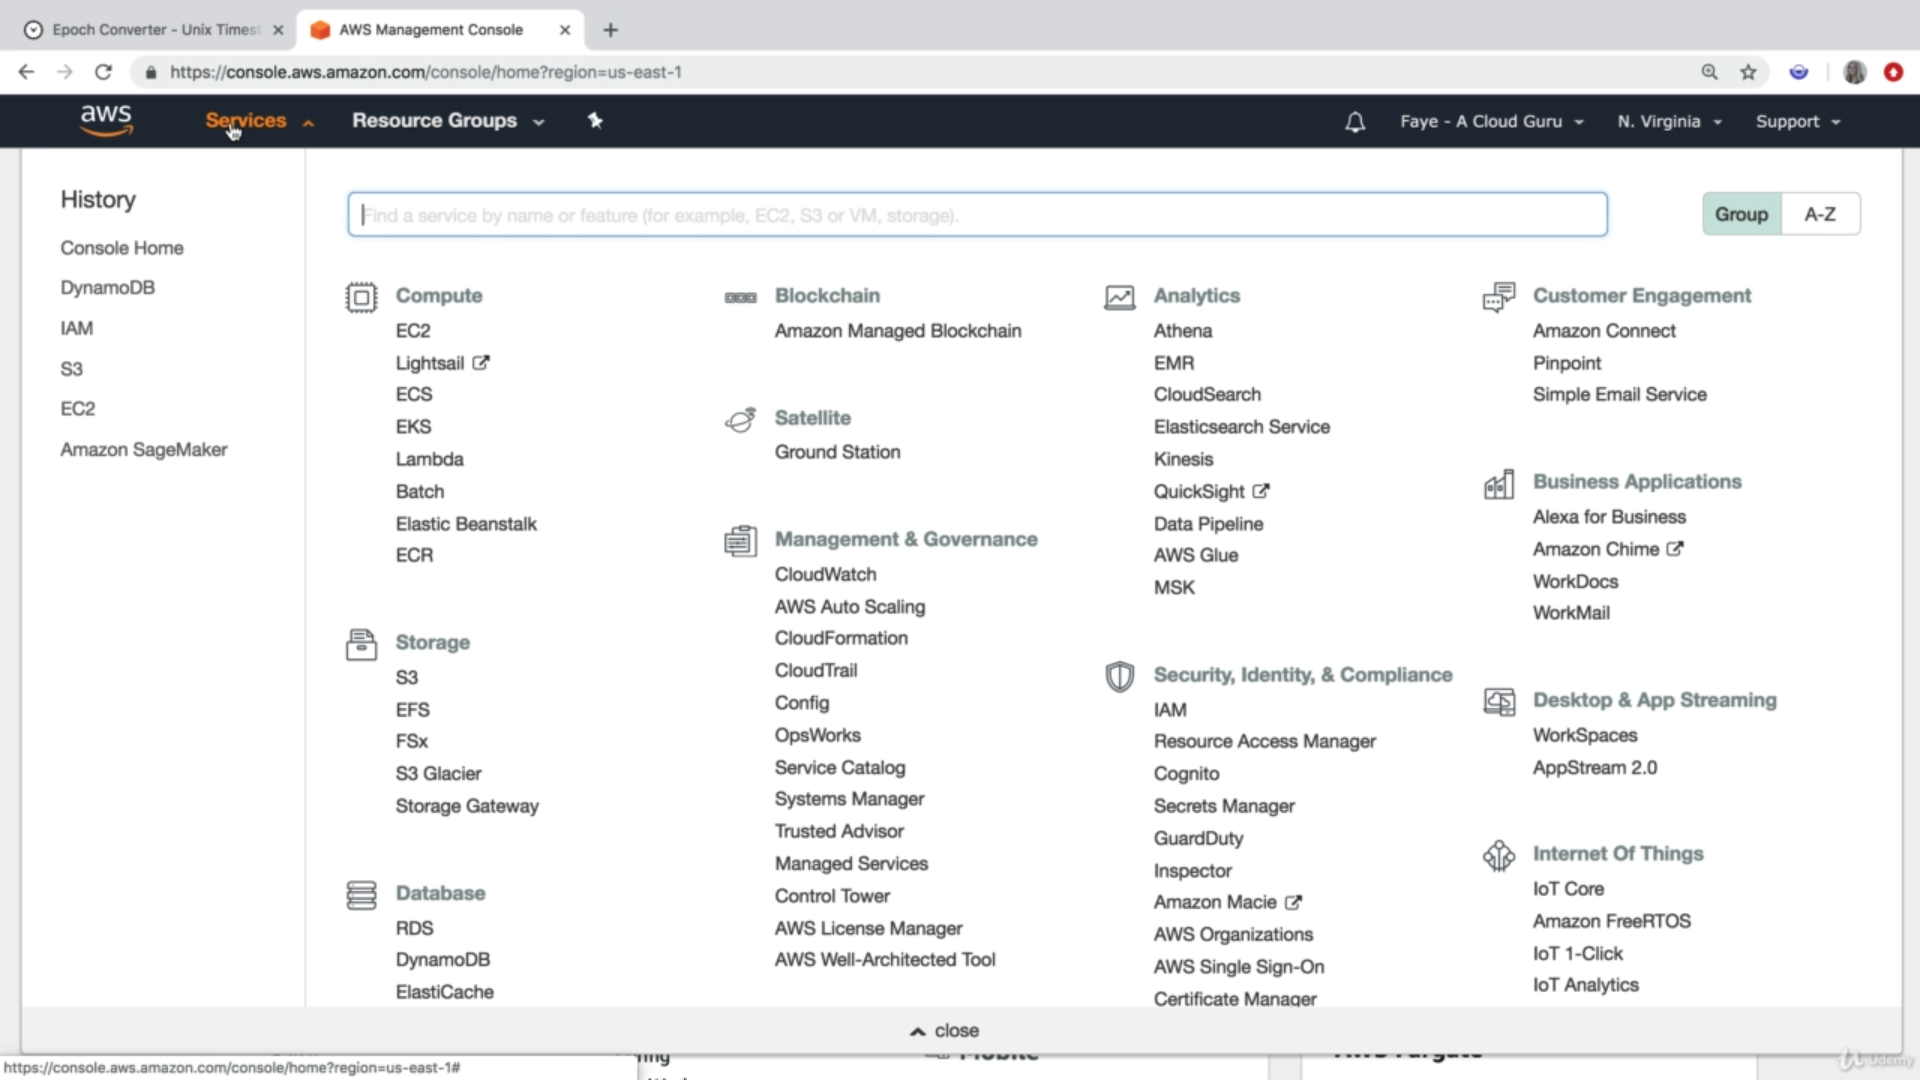 Epoch Converter - Unix Timest
AWS Management Console
https://console.aws.amazon.com/console/home?region=us-east-1
aws
Services
Resource Groups
Faye - A Cloud Guru
N. Virginia
Support
History
Console Home
DynamoDB
IAM
S3
EC2
Amazon SageMaker
Find a service by name or feature (for example, EC2, S3 or VM, storage).
Group
A-Z
Compute
EC2
Lightsail
ECS
EKS
Lambda
Batch
Elastic Beanstalk
ECR
Storage
S3
EFS
FSx
S3 Glacier
Storage Gateway
Database
RDS
DynamoDB
ElastiCache
Blockchain
Amazon Managed Blockchain
Satellite
Ground Station
Management & Governance
CloudWatch
AWS Auto Scaling
CloudFormation
CloudTrail
Config
OpsWorks
Service Catalog
Systems Manager
Trusted Advisor
Managed Services
Control Tower
AWS License Manager
AWS Well-Architected Tool
Analytics
Athena
EMR
CloudSearch
Elasticsearch Service
Kinesis
QuickSight
Data Pipeline
AWS Glue
MSK
Security, Identity, & Compliance
IAM
Resource Access Manager
Cognito
Secrets Manager
GuardDuty
Inspector
Amazon Macie
AWS Organizations
AWS Single Sign-On
Certificate Manager
Customer Engagement
Amazon Connect
Pinpoint
Simple Email Service
Business Applications
Alexa for Business
Amazon Chime
WorkDocs
WorkMail
Desktop & App Streaming
WorkSpaces
AppStream 2.0
Internet Of Things
IoT Core
Amazon FreeRTOS
IoT 1-Click
IoT Analytics
close
https://console.aws.amazon.com/console/home?region=us-east-1#
Udemy